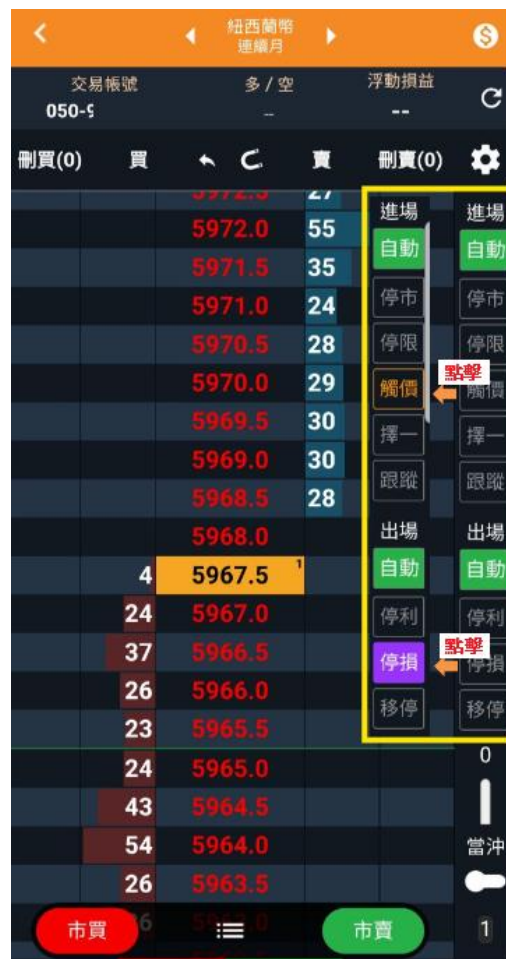 紐西蘭幣
連續月
交易帳號
多 / 空
浮動損益
050-9
–
--
刪買(0) 買 賣 刪賣(0)
5972.5 27
5972.0 55
5971.5 35
5971.0 24
5970.5 28
5970.0 29
5969.5 30
5969.0 30
5968.5 28
5968.0
4 5967.5 1
24 5967.0
37 5966.5
26 5966.0
23 5965.5
24 5965.0
43 5964.5
54 5964.0
26 5963.5
進場 進場
自動 自動
停市 停市
停限 停限
點擊
觸價 觸價
擇一 擇一
跟蹤 跟蹤
出場 出場
自動 自動
停利 停利
點擊
停損 停損
移停 移停
0
當沖
市買 市賣 1